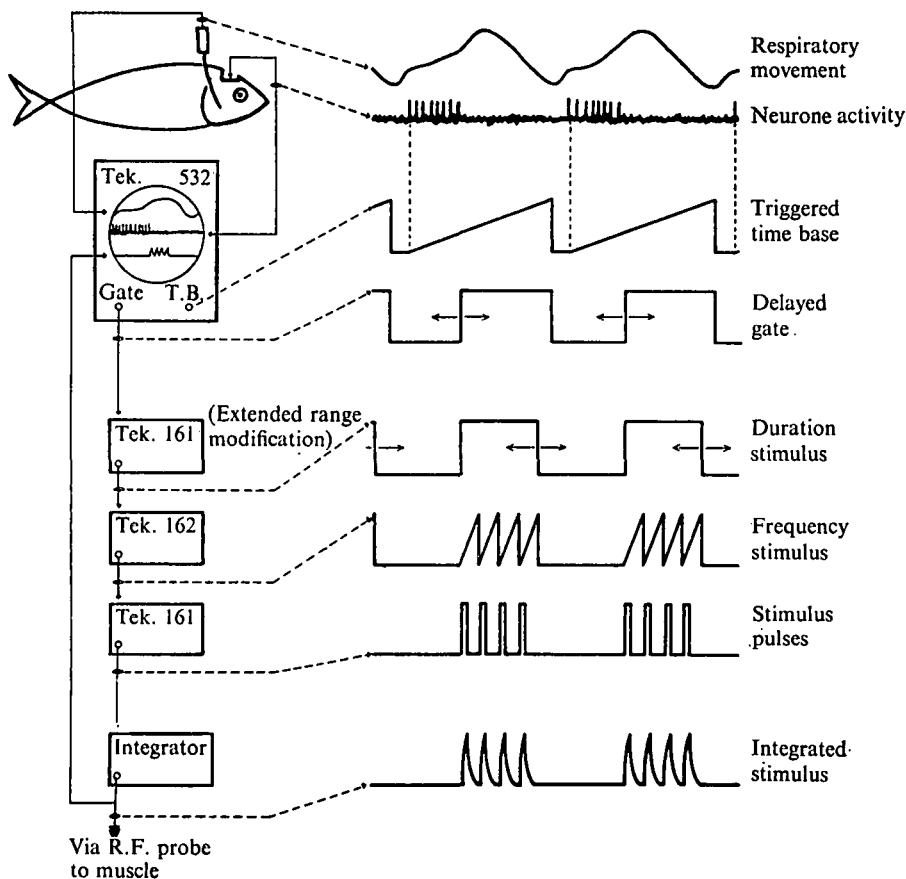 Respiratory
movement
Neurone activity
Tek. 532
Gate T.B.
Triggered
time base
Delayed
gate.
Tek. 161
(Extended range
modification)
Duration
stimulus
Tek. 162
Frequency
stimulus
Tek. 161
Stimulus
pulses
Integrator
Integrated
stimulus
Via R.F. probe
to muscle